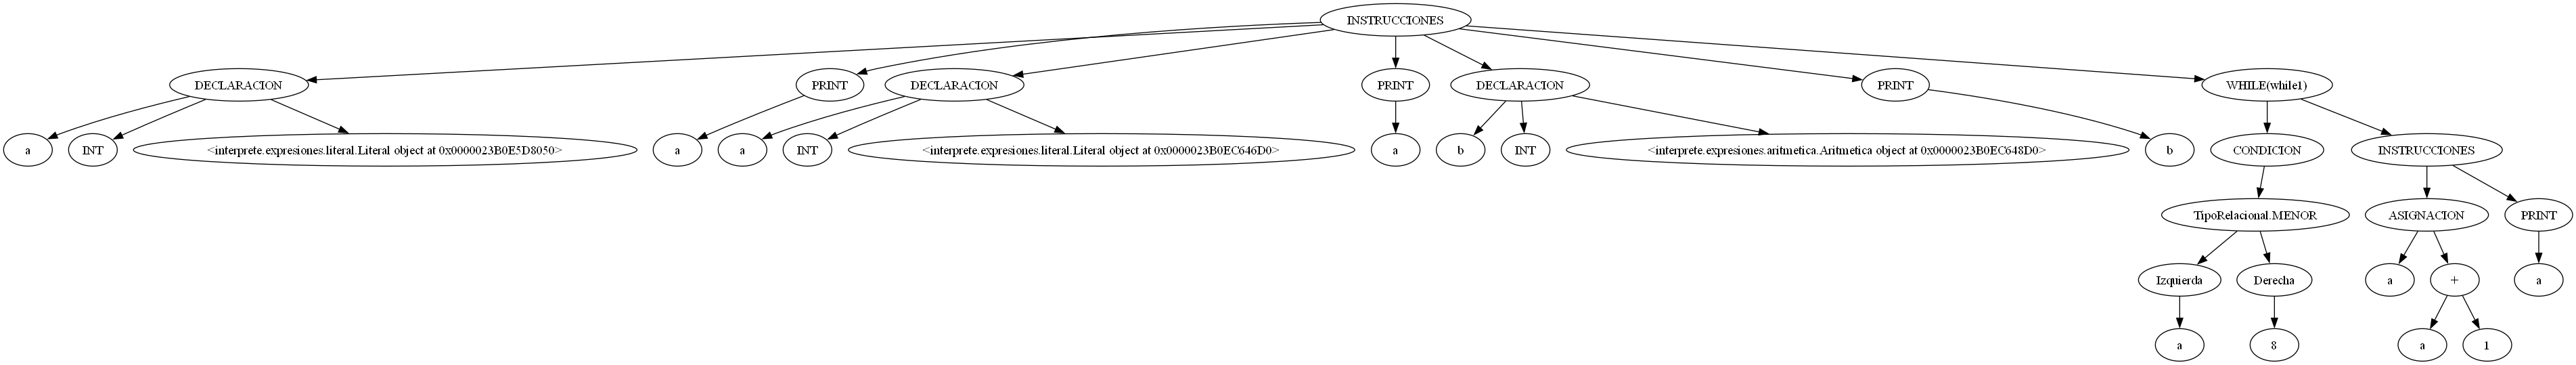 INSTRUCCIONES
DECLARACION
PRINT
DECLARACION
PRINT
DECLARACION
PRINT
WHILE(while1)
a
INT
<interprete.expresiones.literal.Literal object at 0x0000023B0E5D8050>
a
a
INT
<interprete.expresiones.literal.Literal object at 0x0000023B0EC646D0>
a
b
INT
<interprete.expresiones.aritmetica.Aritmetica object at 0x0000023B0EC648D0>
b
CONDICION
INSTRUCCIONES
TipoRelacional.MENOR
ASIGNACION
PRINT
Izquierda
Derecha
a
+
a
a
8
a
1